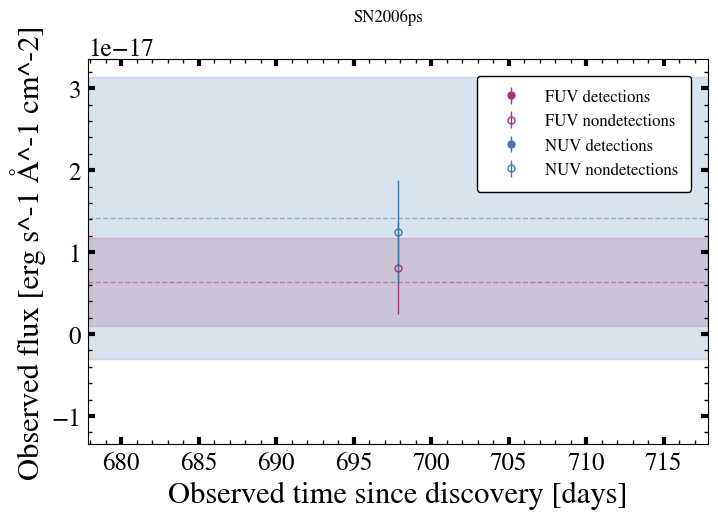 SN2006ps
1e−17
Observed flux [erg s^-1 Å^-1 cm^-2]
3
2
1
0
−1
FUV detections
FUV nondetections
NUV detections
NUV nondetections
680 685 690 695 700 705 710 715
Observed time since discovery [days]